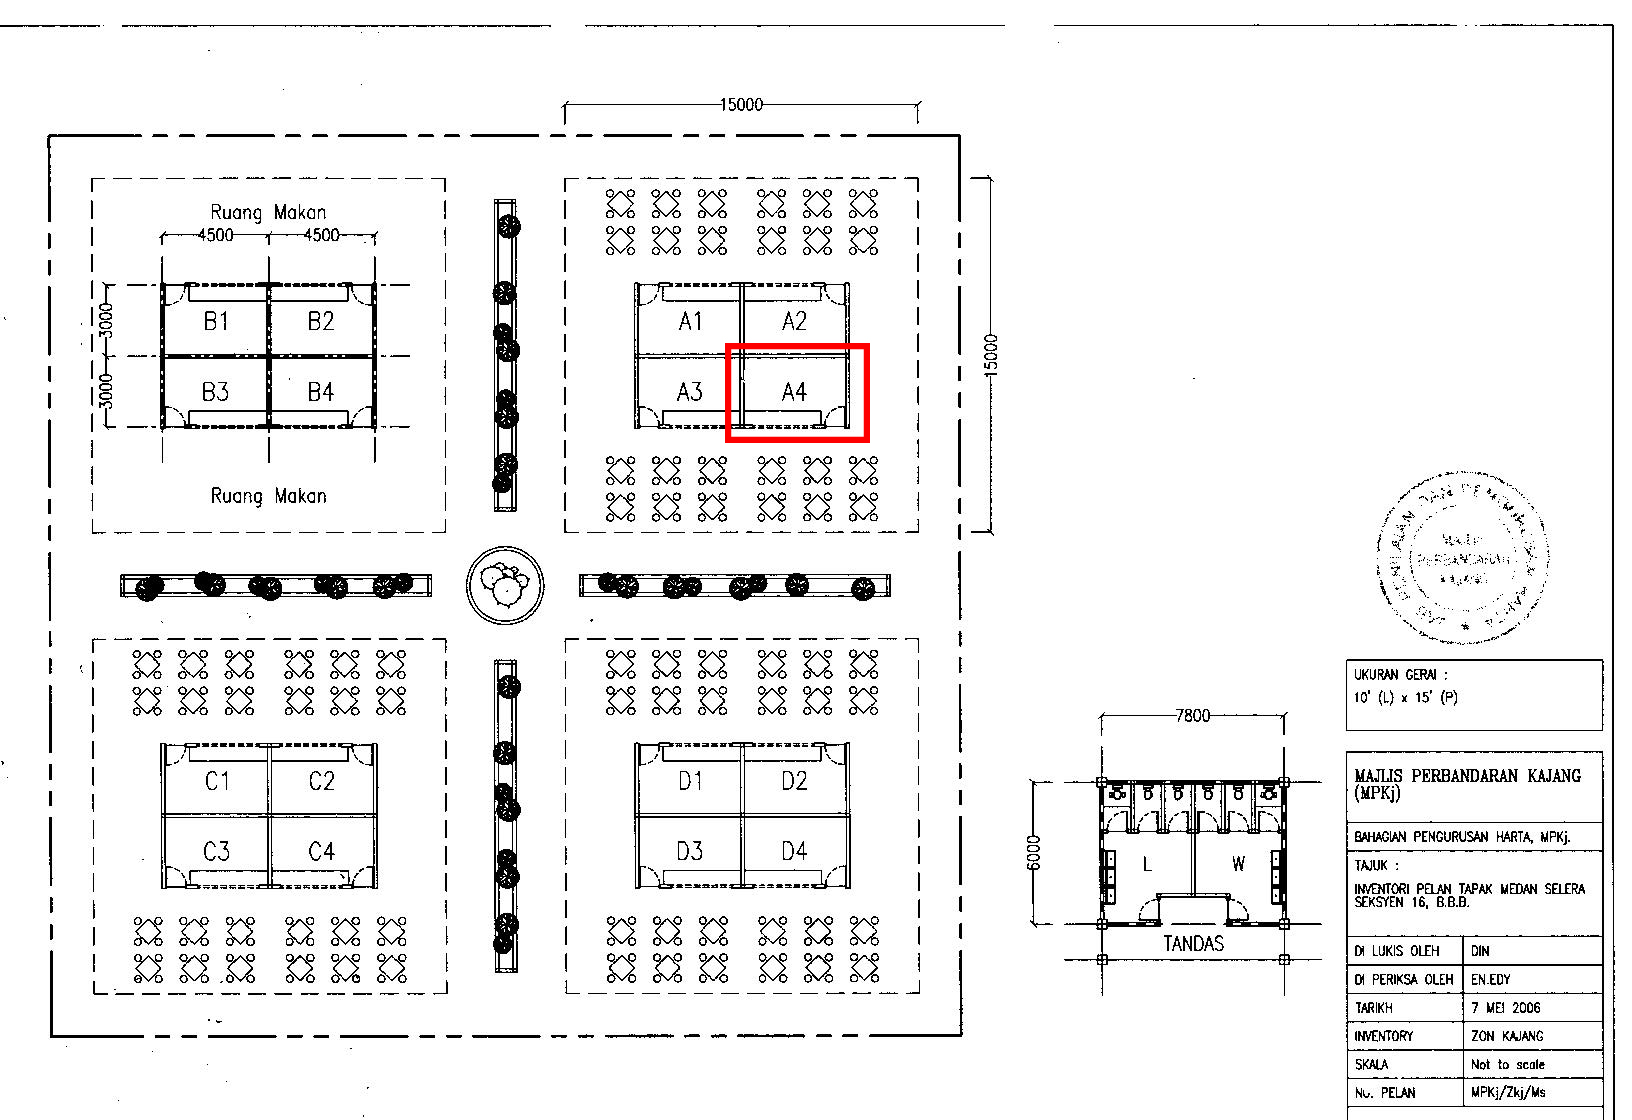 15000
Ruang Makan
4500 4500
3000
B1 B2
A1 A2
15000
3000
B3 B4
A3 A4
Ruang Makan
MAJLIS
PERBANDARAN
KAJANG
UKURAN GERAI :
10' (L) x 15' (P)
7800
C1 C2
D1 D2
MAJLIS PERBANDARAN KAJANG
(MPKj)
BAHAGIAN PENGURUSAN HARTA, MPKj.
6000
C3 C4
D3 D4
L W
TAJUK :
INVENTORI PELAN TAPAK MEDAN SELERA
SEKSYEN 16, B.B.B.
TANDAS
DI LUKIS OLEH DIN
DI PERIKSA OLEH EN.EDY
TARIKH 7 MEI 2006
INVENTORY ZON KAJANG
SKALA Not to scale
No. PELAN MPKj/Zkj/Ms